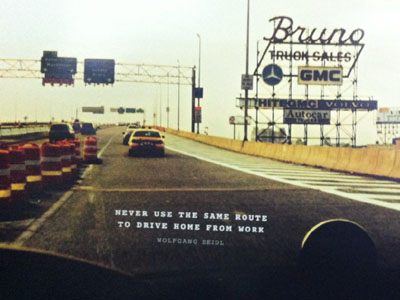 Bruno
TRUCK SALES
GMC
WHITEGMC VOLVO
Autocar
NEVER USE THE SAME ROUTE
TO DRIVE HOME FROM WORK
WOLFGANG SEIDL